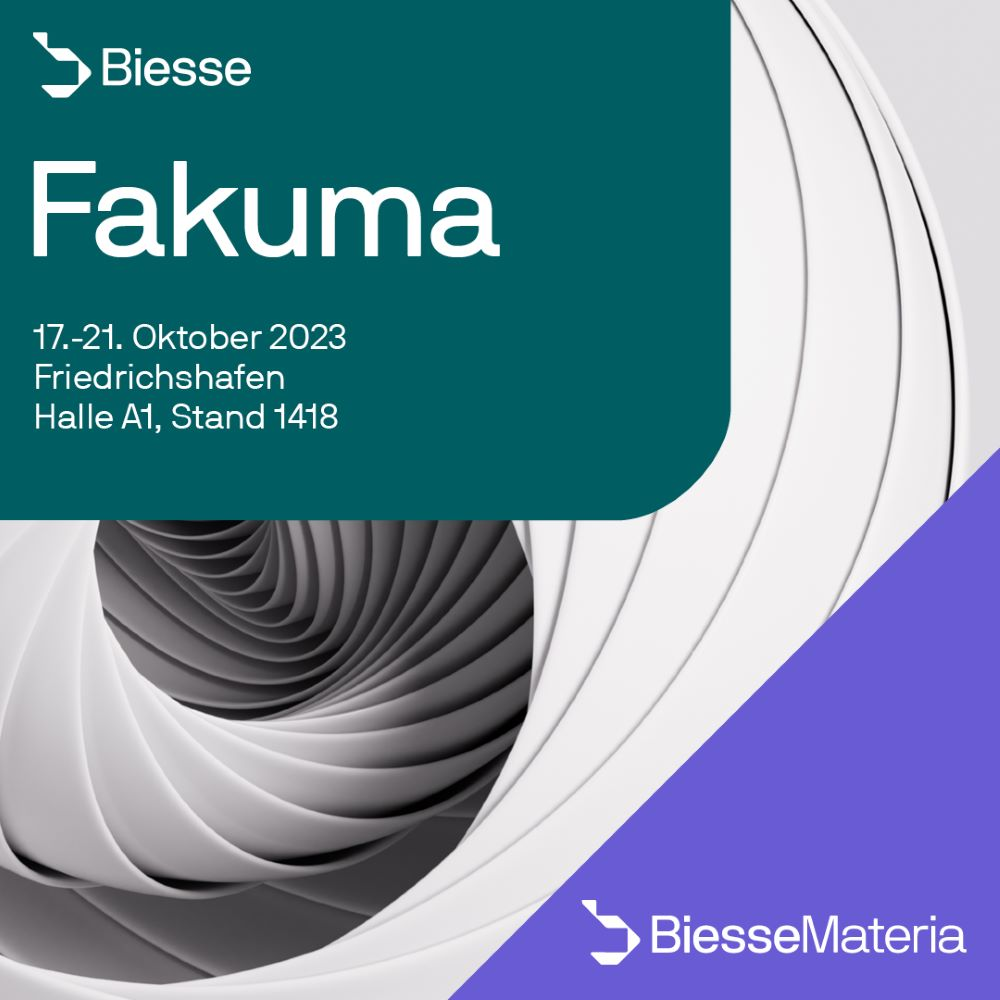 Biesse
Fakuma
17.-21. Oktober 2023
Friedrichshafen
Halle A1, Stand 1418
BiesseMateria